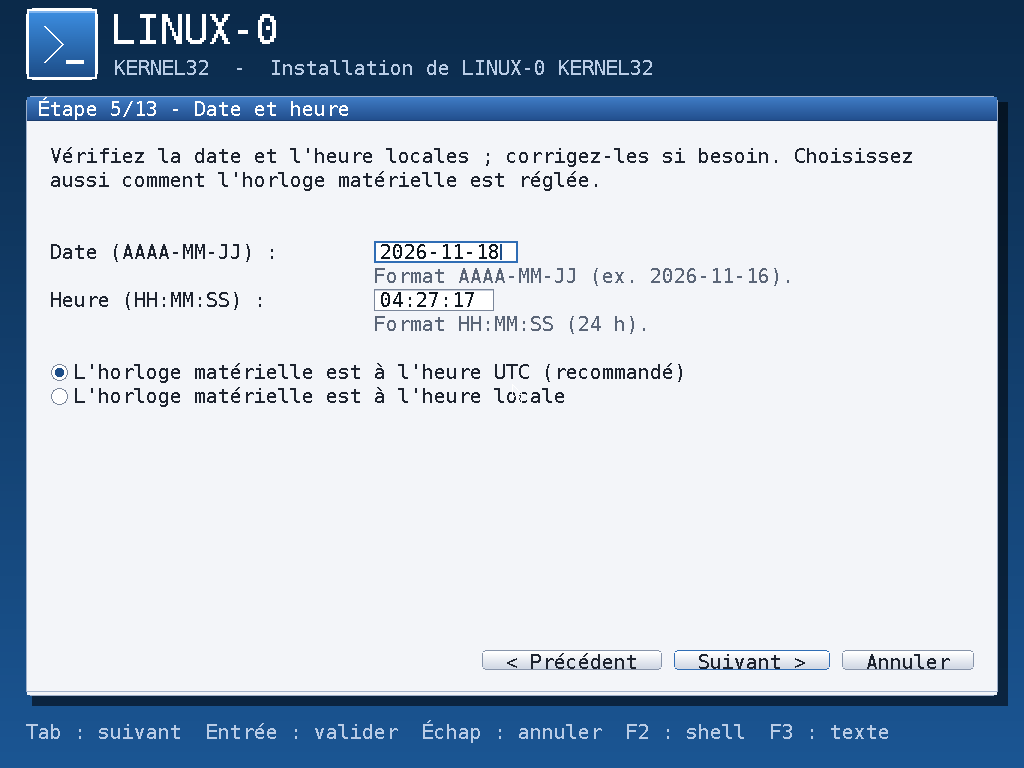 LINUX-0
KERNEL32  -  Installation de LINUX-0 KERNEL32
Étape 5/13 - Date et heure
Vérifiez la date et l'heure locales ; corrigez-les si besoin. Choisissez
aussi comment l'horloge matérielle est réglée.
Date (AAAA-MM-JJ) : 2026-11-18
Format AAAA-MM-JJ (ex. 2026-11-16).
Heure (HH:MM:SS) : 04:27:17
Format HH:MM:SS (24 h).
L'horloge matérielle est à l'heure UTC (recommandé)
L'horloge matérielle est à l'heure locale
< Précédent  Suivant >  Annuler
Tab : suivant  Entrée : valider  Échap : annuler  F2 : shell  F3 : texte